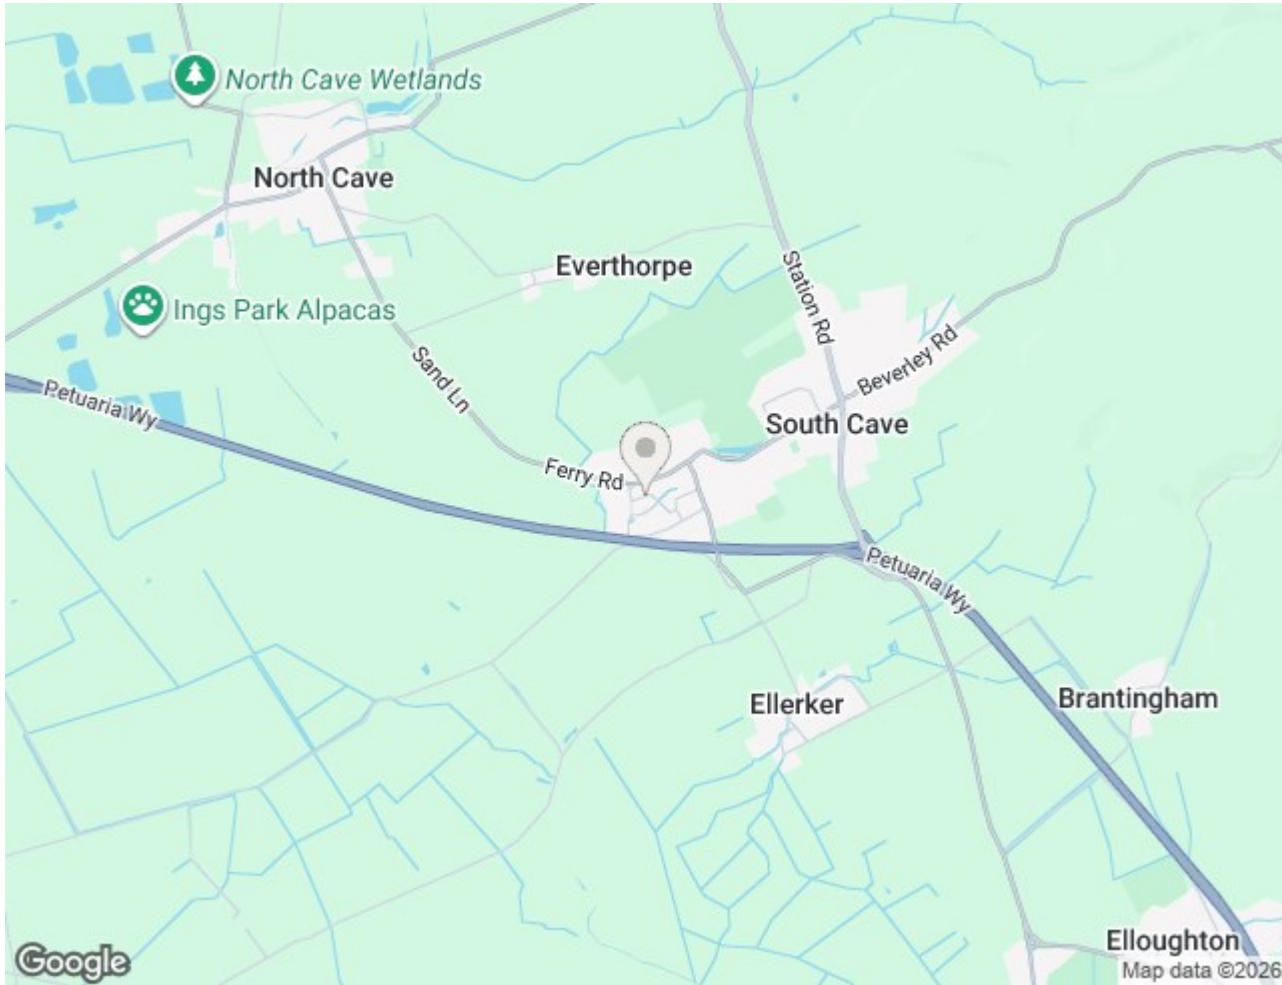 North Cave Wetlands
North Cave
Everthorpe
Station Rd
Ings Park Alpacas
Sand Ln
Beverley Rd
Petuaria Wy
South Cave
Ferry Rd
Petuaria Wy
Ellerker
Brantingham
Elloughton
Google
Map data ©2026